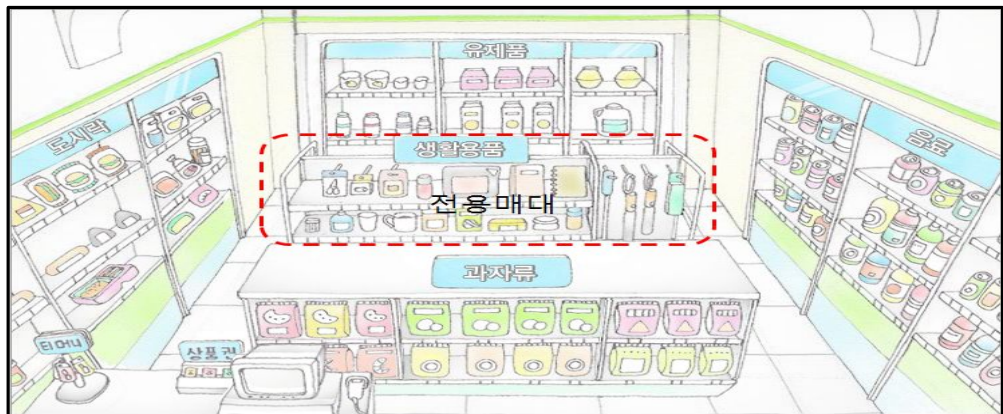 유제품
도시락
생활용품
음료
전용매대
과자류
티머니
상품권